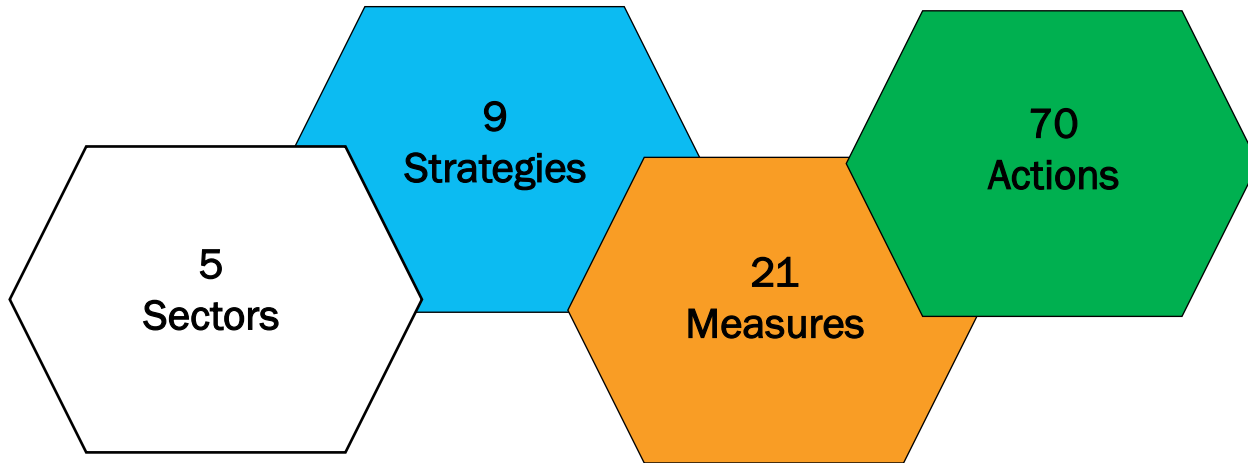 5
Sectors
9
Strategies
21
Measures
70
Actions